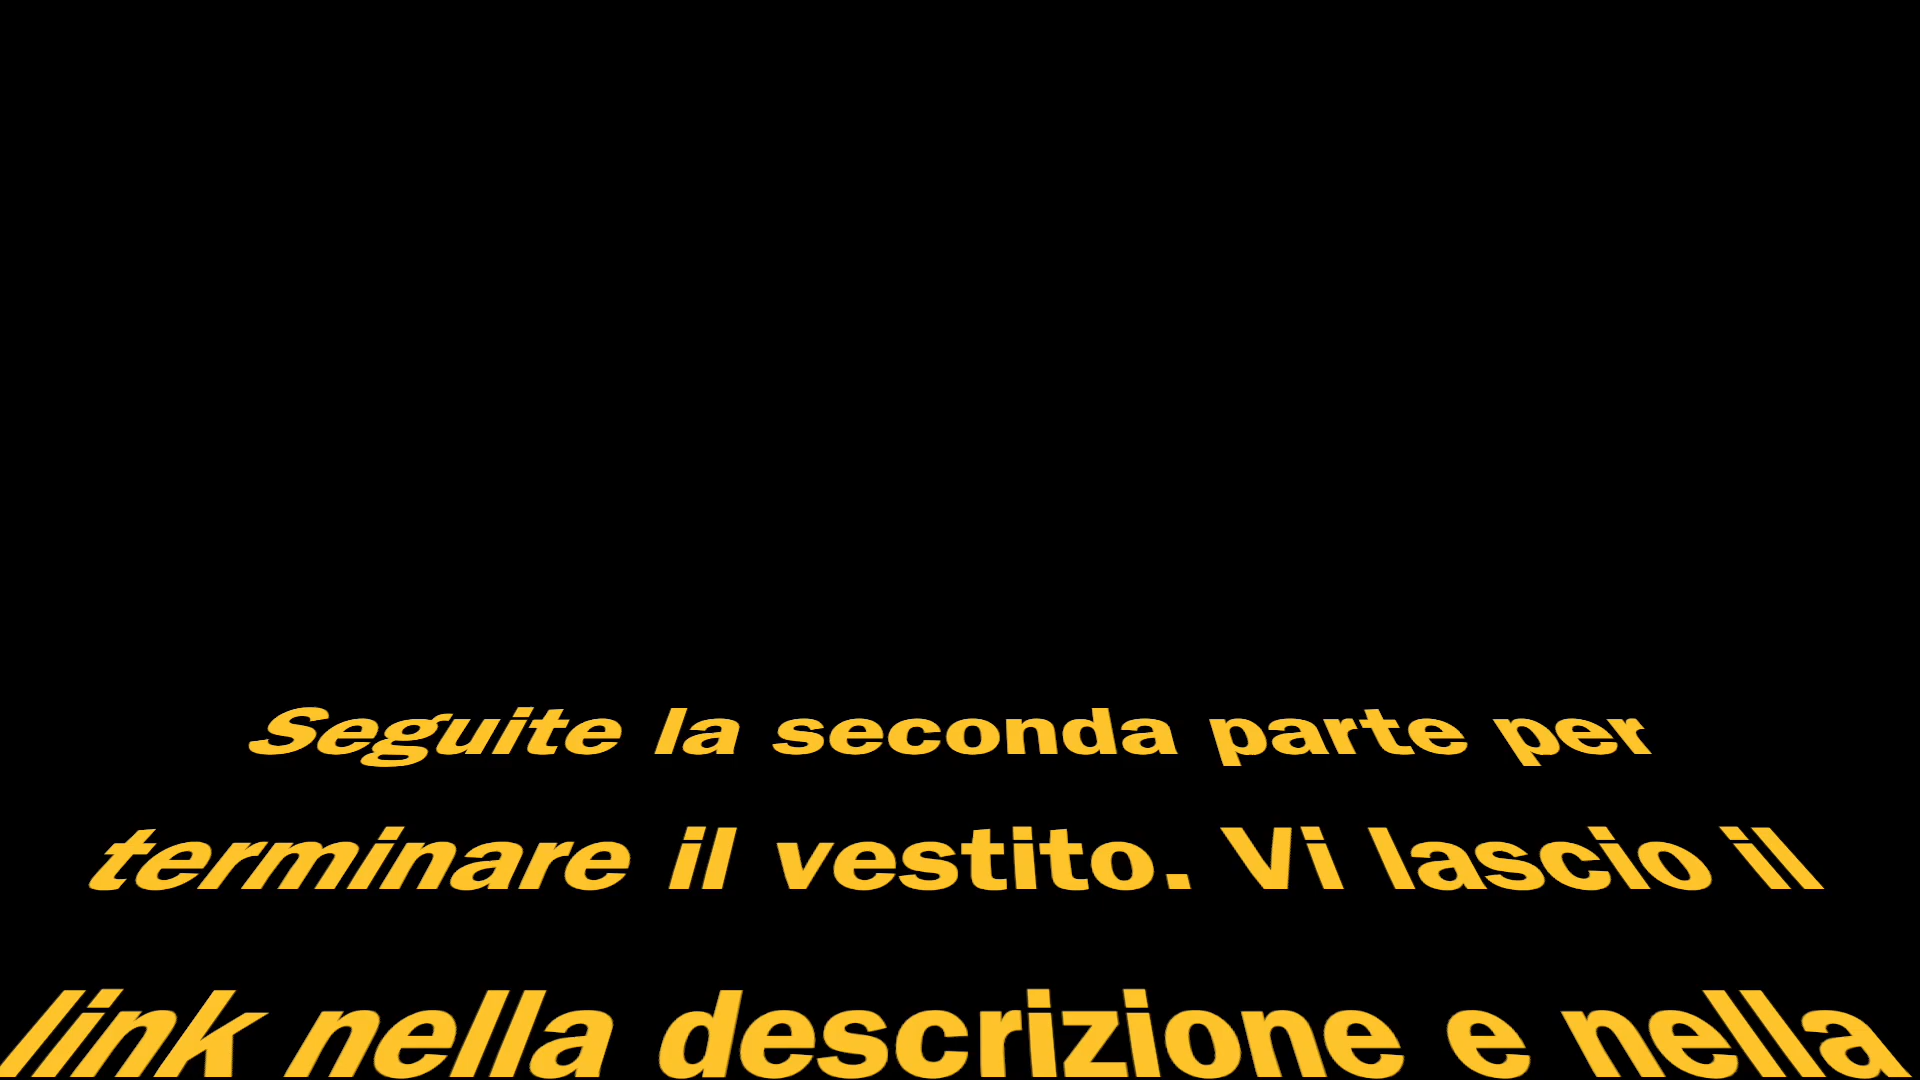 Seguite la seconda parte per
terminare il vestito. Vi lascio il
link nella descrizione e nella